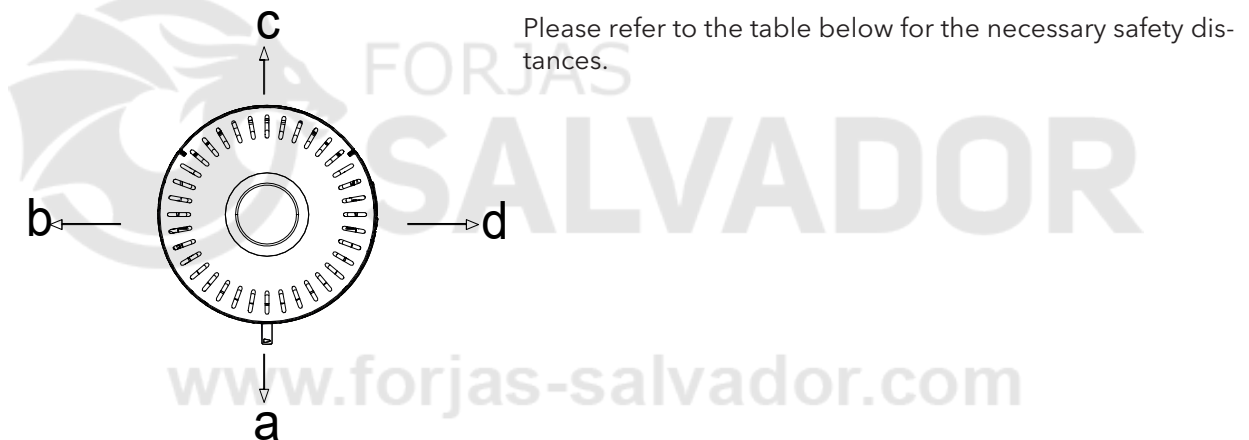 c
Please refer to the table below for the necessary safety dis-
tances.
FORJAS
SALVADOR
b
d
www.forjas-salvador.com
a